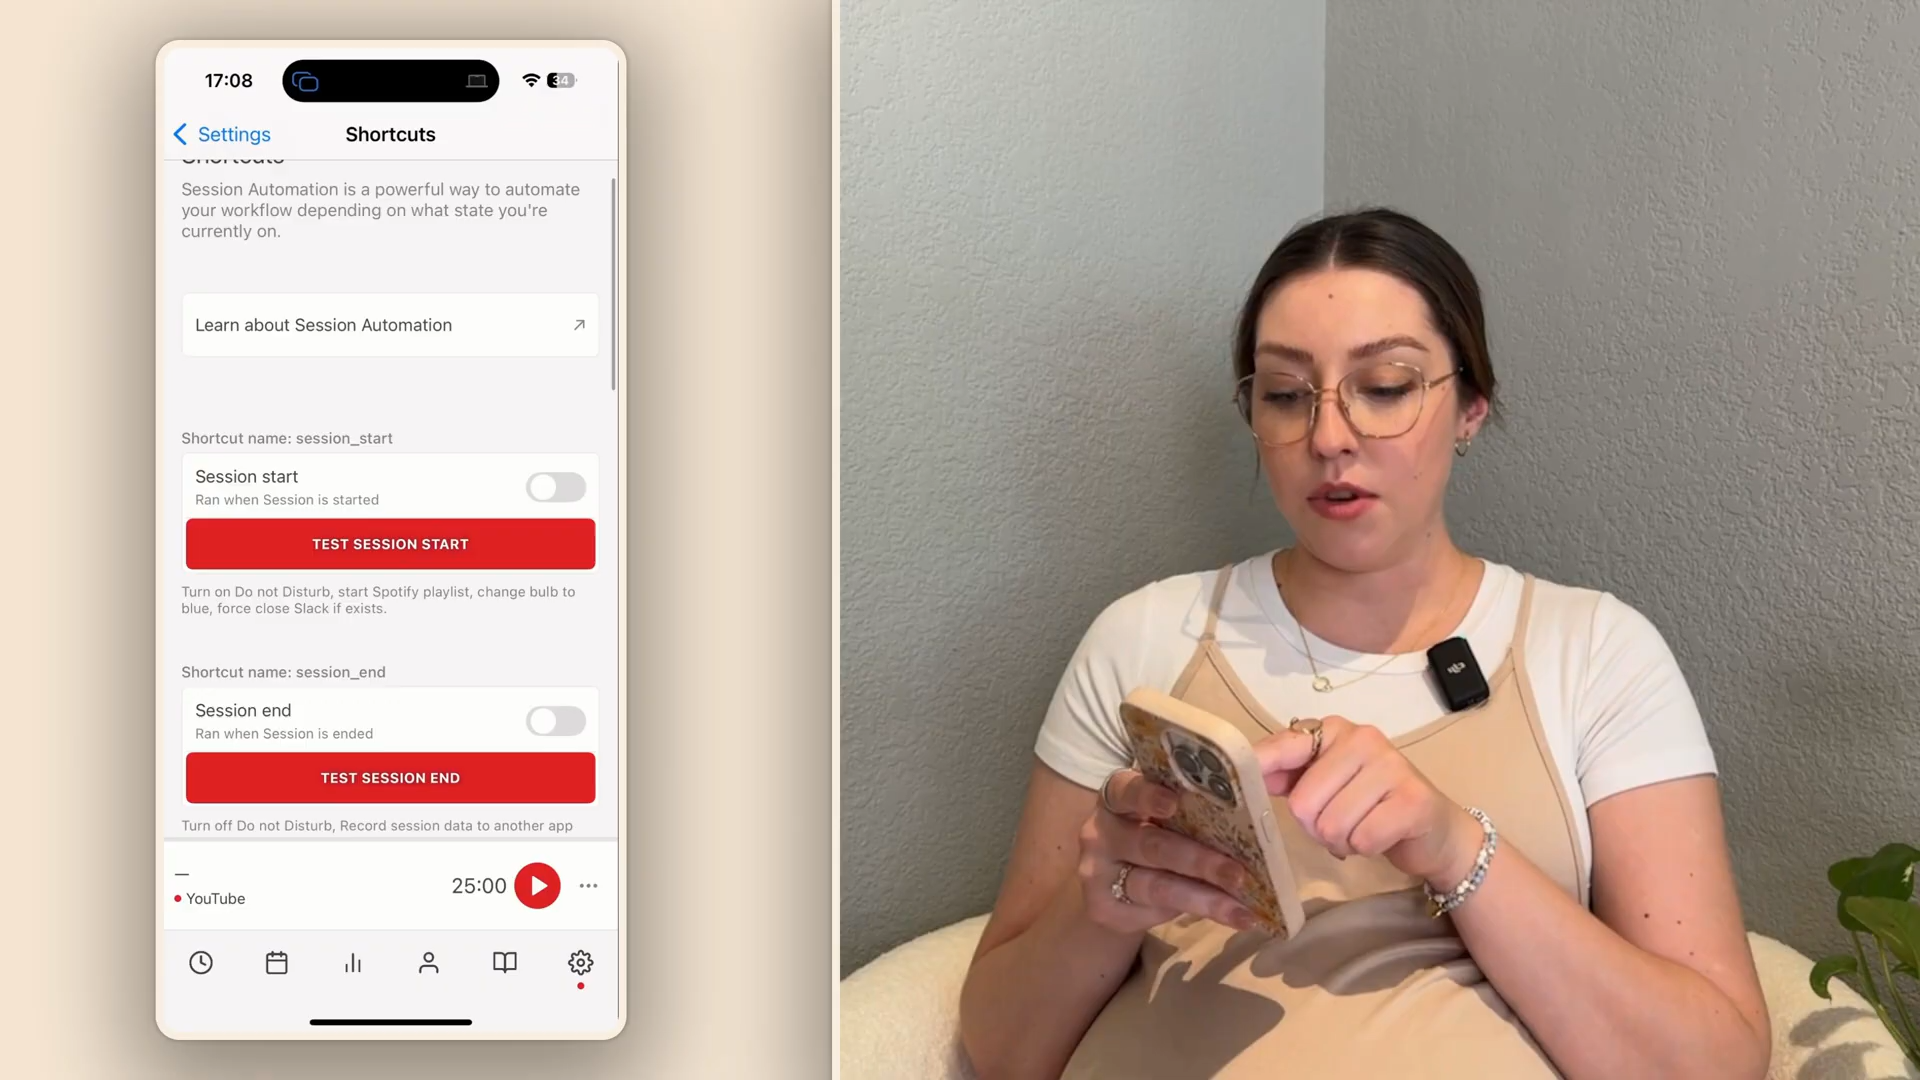 17:08
34
Settings
Shortcuts
Shortcuts
Session Automation is a powerful way to automate
your workflow depending on what state you're
currently on.
Learn about Session Automation
Shortcut name: session_start
Session start
Ran when Session is started
TEST SESSION START
Turn on Do not Disturb, start Spotify playlist, change bulb to
blue, force close Slack if exists.
Shortcut name: session_end
Session end
Ran when Session is ended
TEST SESSION END
Turn off Do not Disturb, Record session data to another app
—
YouTube
25:00
dji